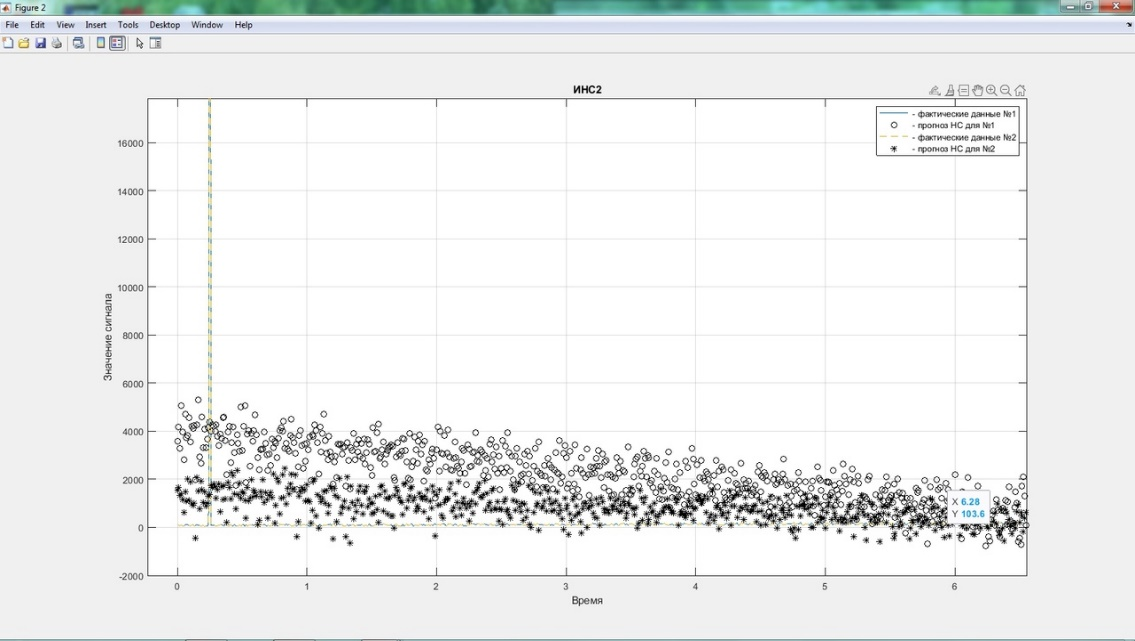 Figure 2
File Edit View Insert Tools Desktop Window Help
ИНС2
- фактические данные №1
- прогноз НС для №1
- фактические данные №2
- прогноз НС для №2
16000
14000
12000
10000
8000
6000
4000
2000
0
-2000
Значение сигнала
X 6.28
Y 103.6
0 1 2 3 4 5 6
Время